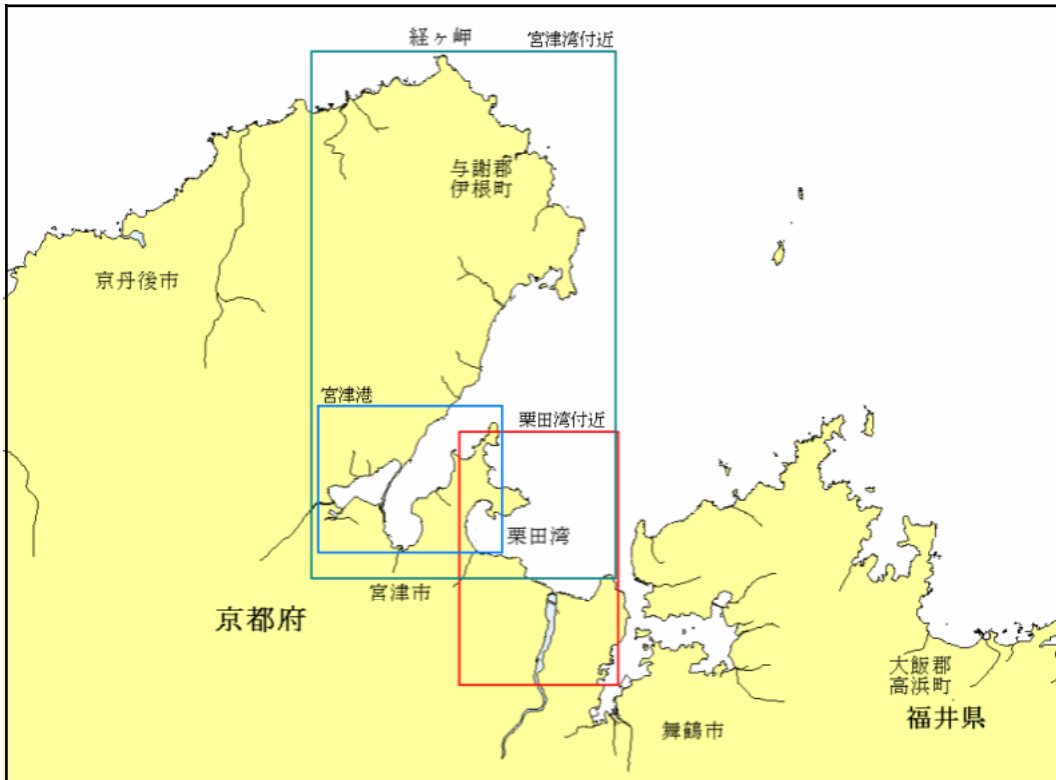 経ヶ岬
宮津湾付近
与謝郡
伊根町
京丹後市
宮津港
栗田湾付近
栗田湾
宮津市
京都府
大飯郡
高浜町
福井県
舞鶴市